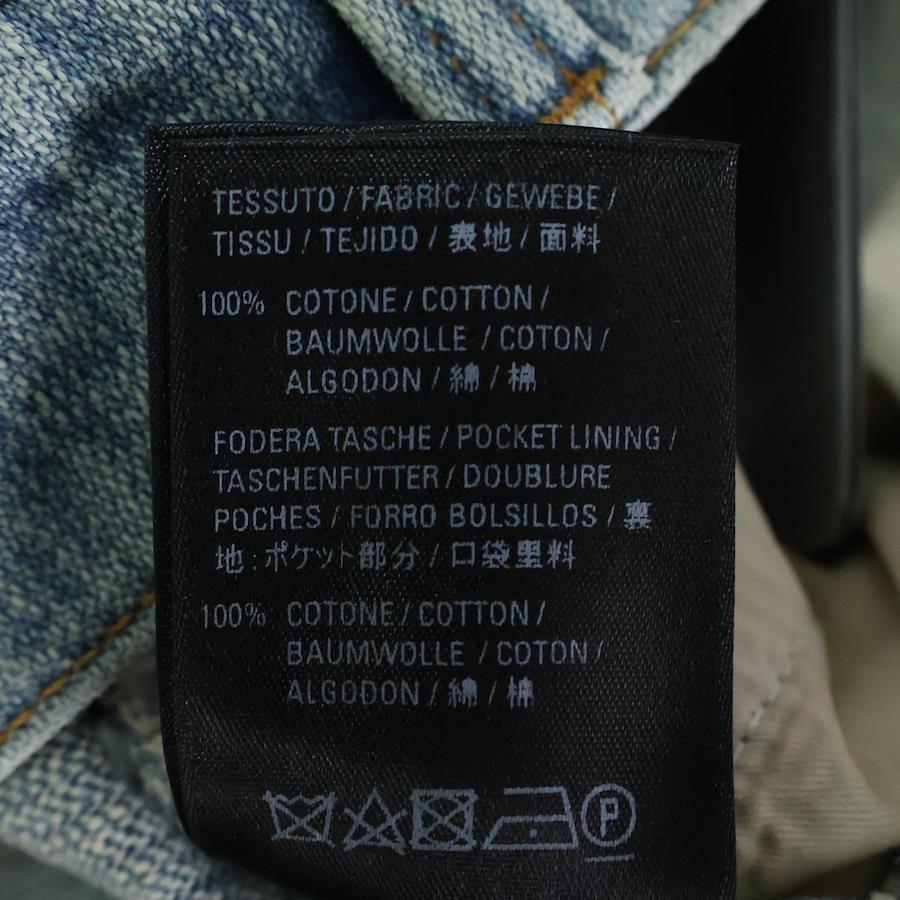 TESSUTO / FABRIC / GEWEBE /
TISSU / TEJIDO / 表地 / 面料
100% COTONE / COTTON /
BAUMWOLLE / COTON /
ALGODON / 綿 / 棉
FODERA TASCHE / POCKET LINING /
TASCHENFUTTER / DOUBLURE
POCHES / FORRO BOLSILLOS / 裏
地 : ポケット部分 / 口袋里料
100% COTONE / COTTON /
BAUMWOLLE / COTON /
ALGODON / 綿 / 棉
P